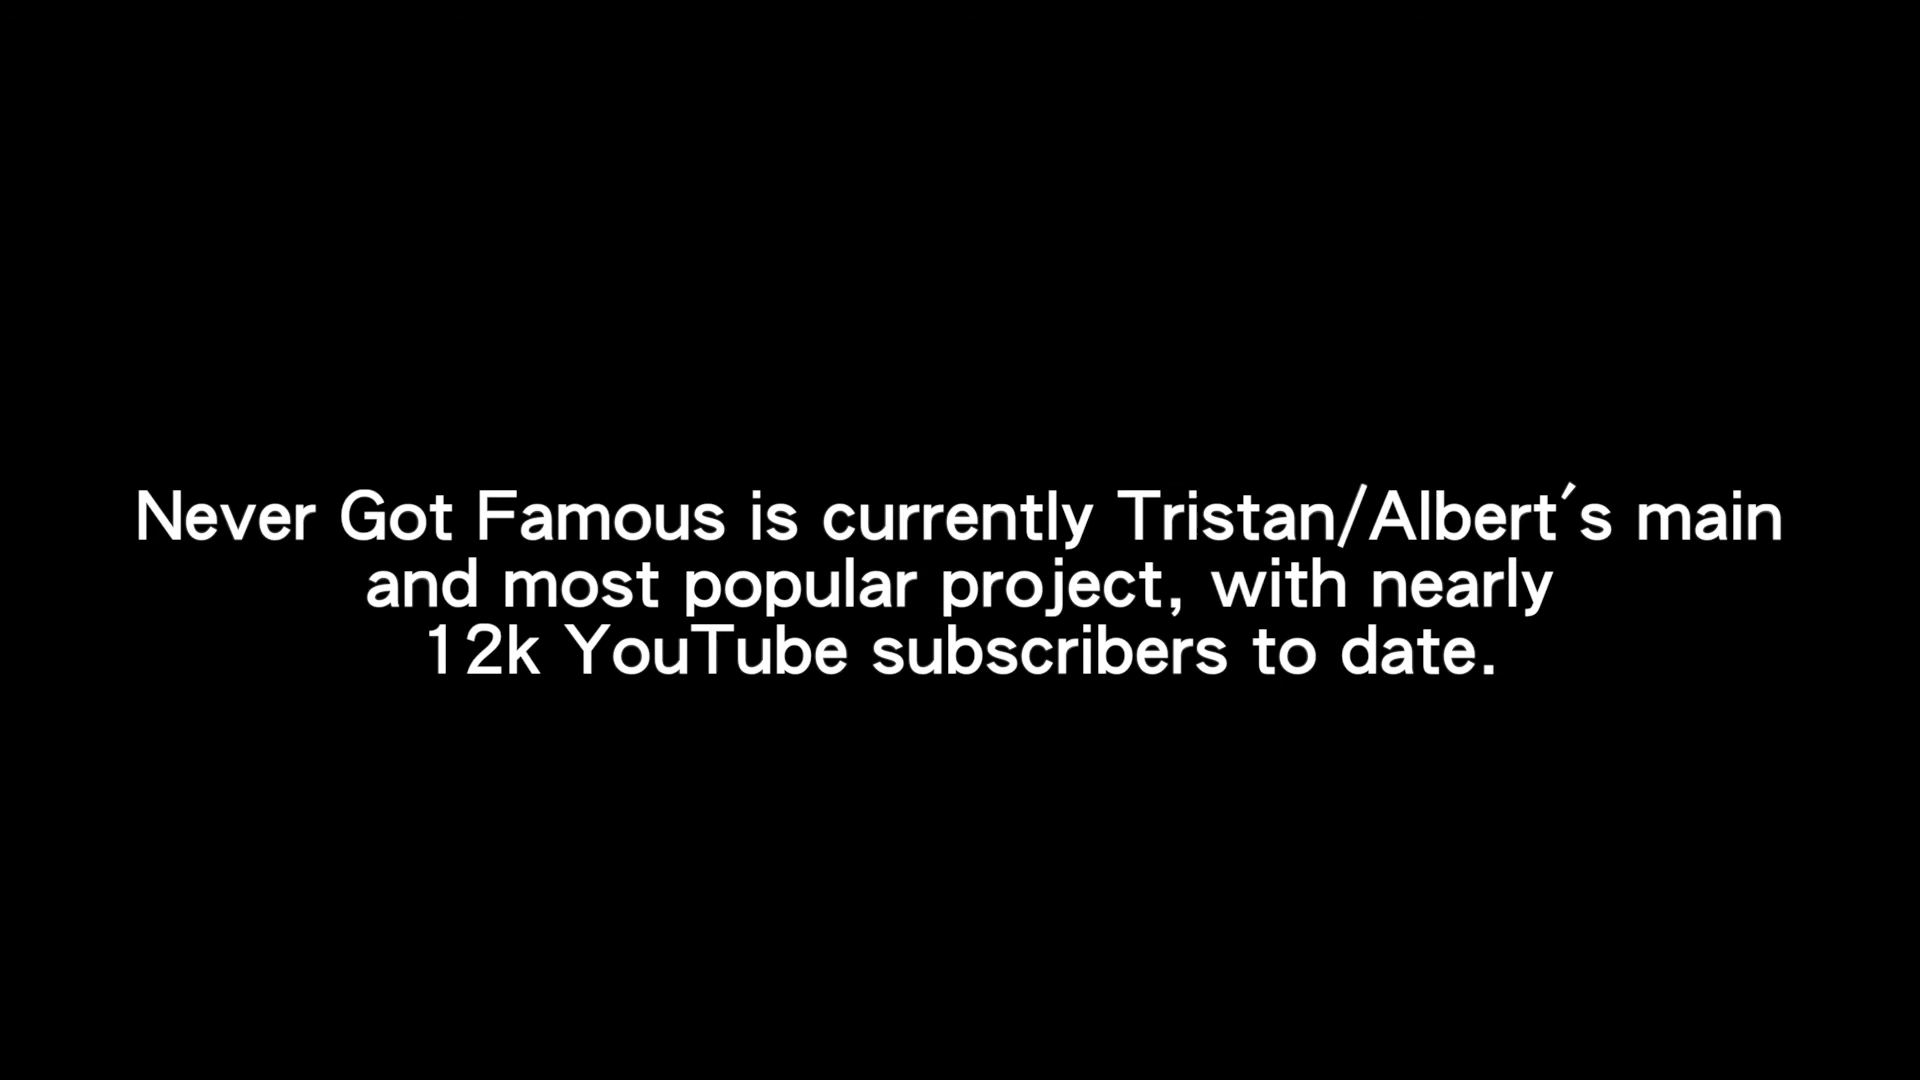 Never Got Famous is currently Tristan/Albert's main
and most popular project, with nearly
12k YouTube subscribers to date.